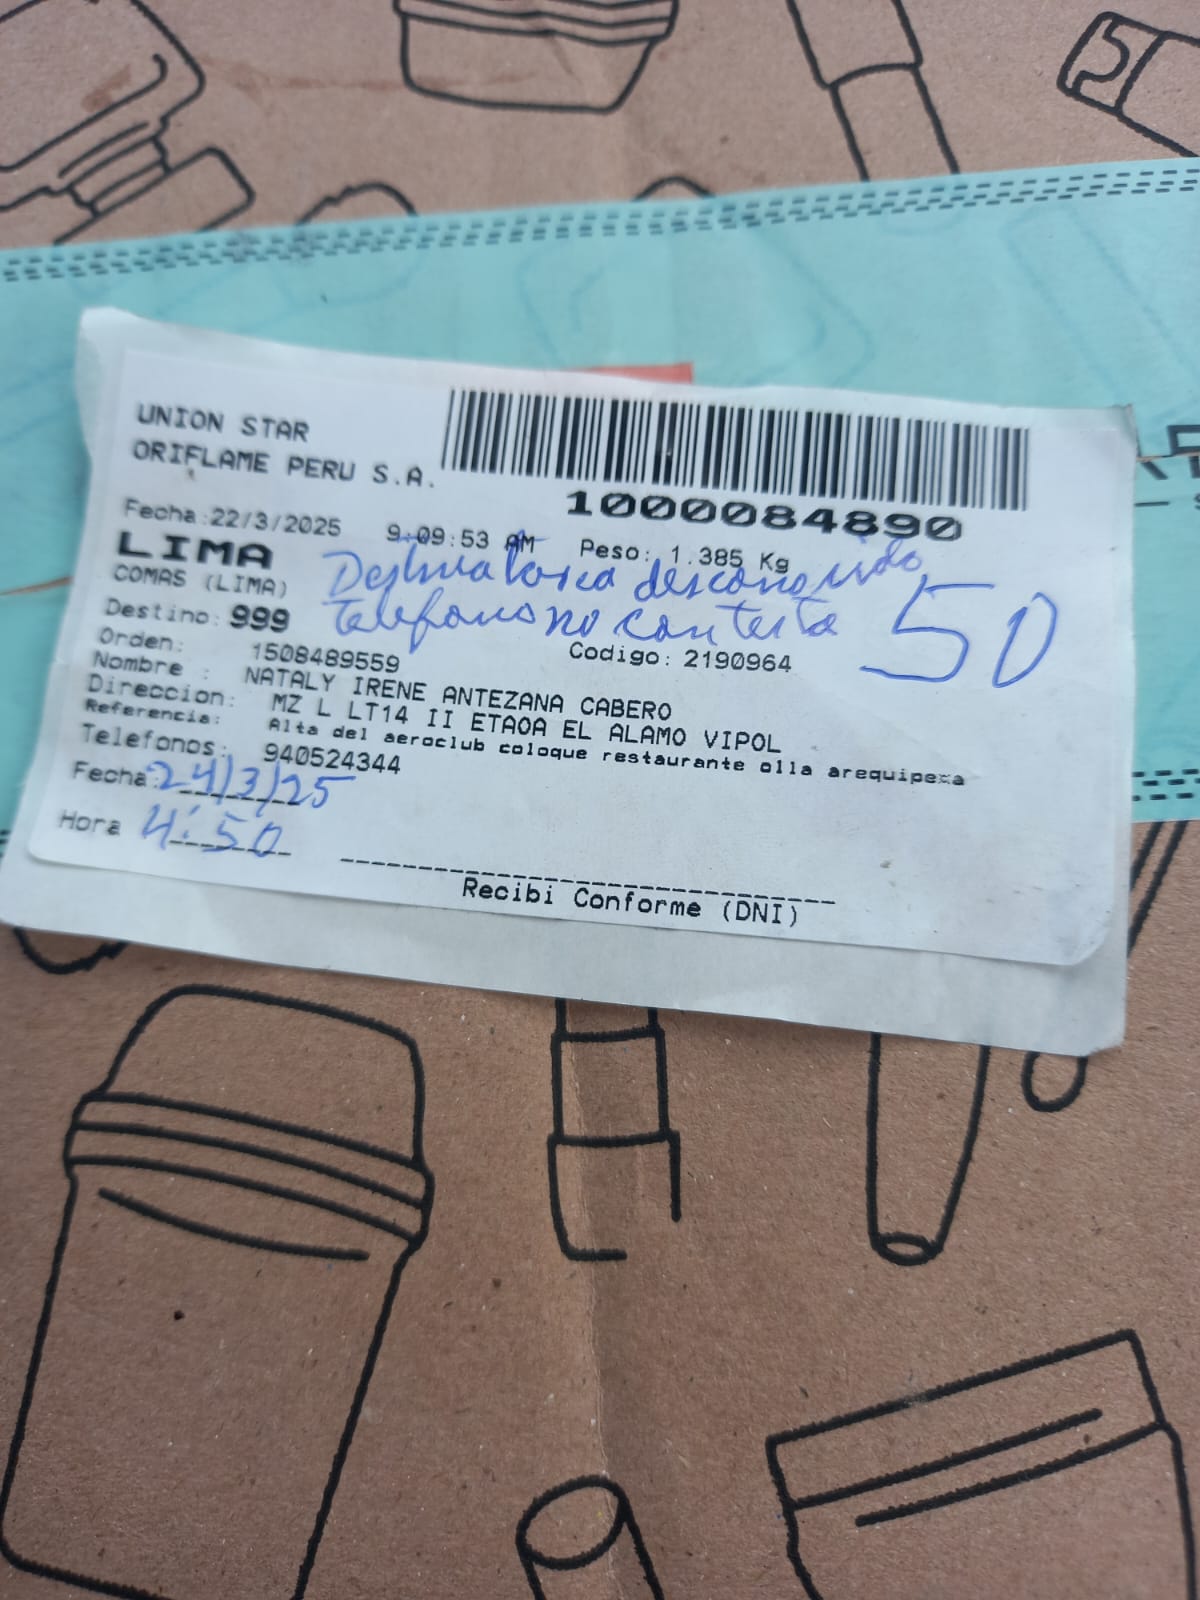 UNION STAR
ORIFLAME PERU S.A.
1000084890
Fecha:22/3/2025 9:09:53 AM Peso: 1.385 Kg
LIMA
COMAS (LIMA)
Destinataria desconocido
Telefono no contesta
50
Destino: 999
Orden: 1508489559 Codigo: 2190964
Nombre : NATALY IRENE ANTEZANA CABERO
Direccion: MZ L LT14 II ETAOA EL ALAMO VIPOL
Referencia: Alta del aeroclub coloque restaurante olla arequipexa
Telefonos: 940524344
Fecha: 24/3/25
Hora 4:50
Recibi Conforme (DNI)